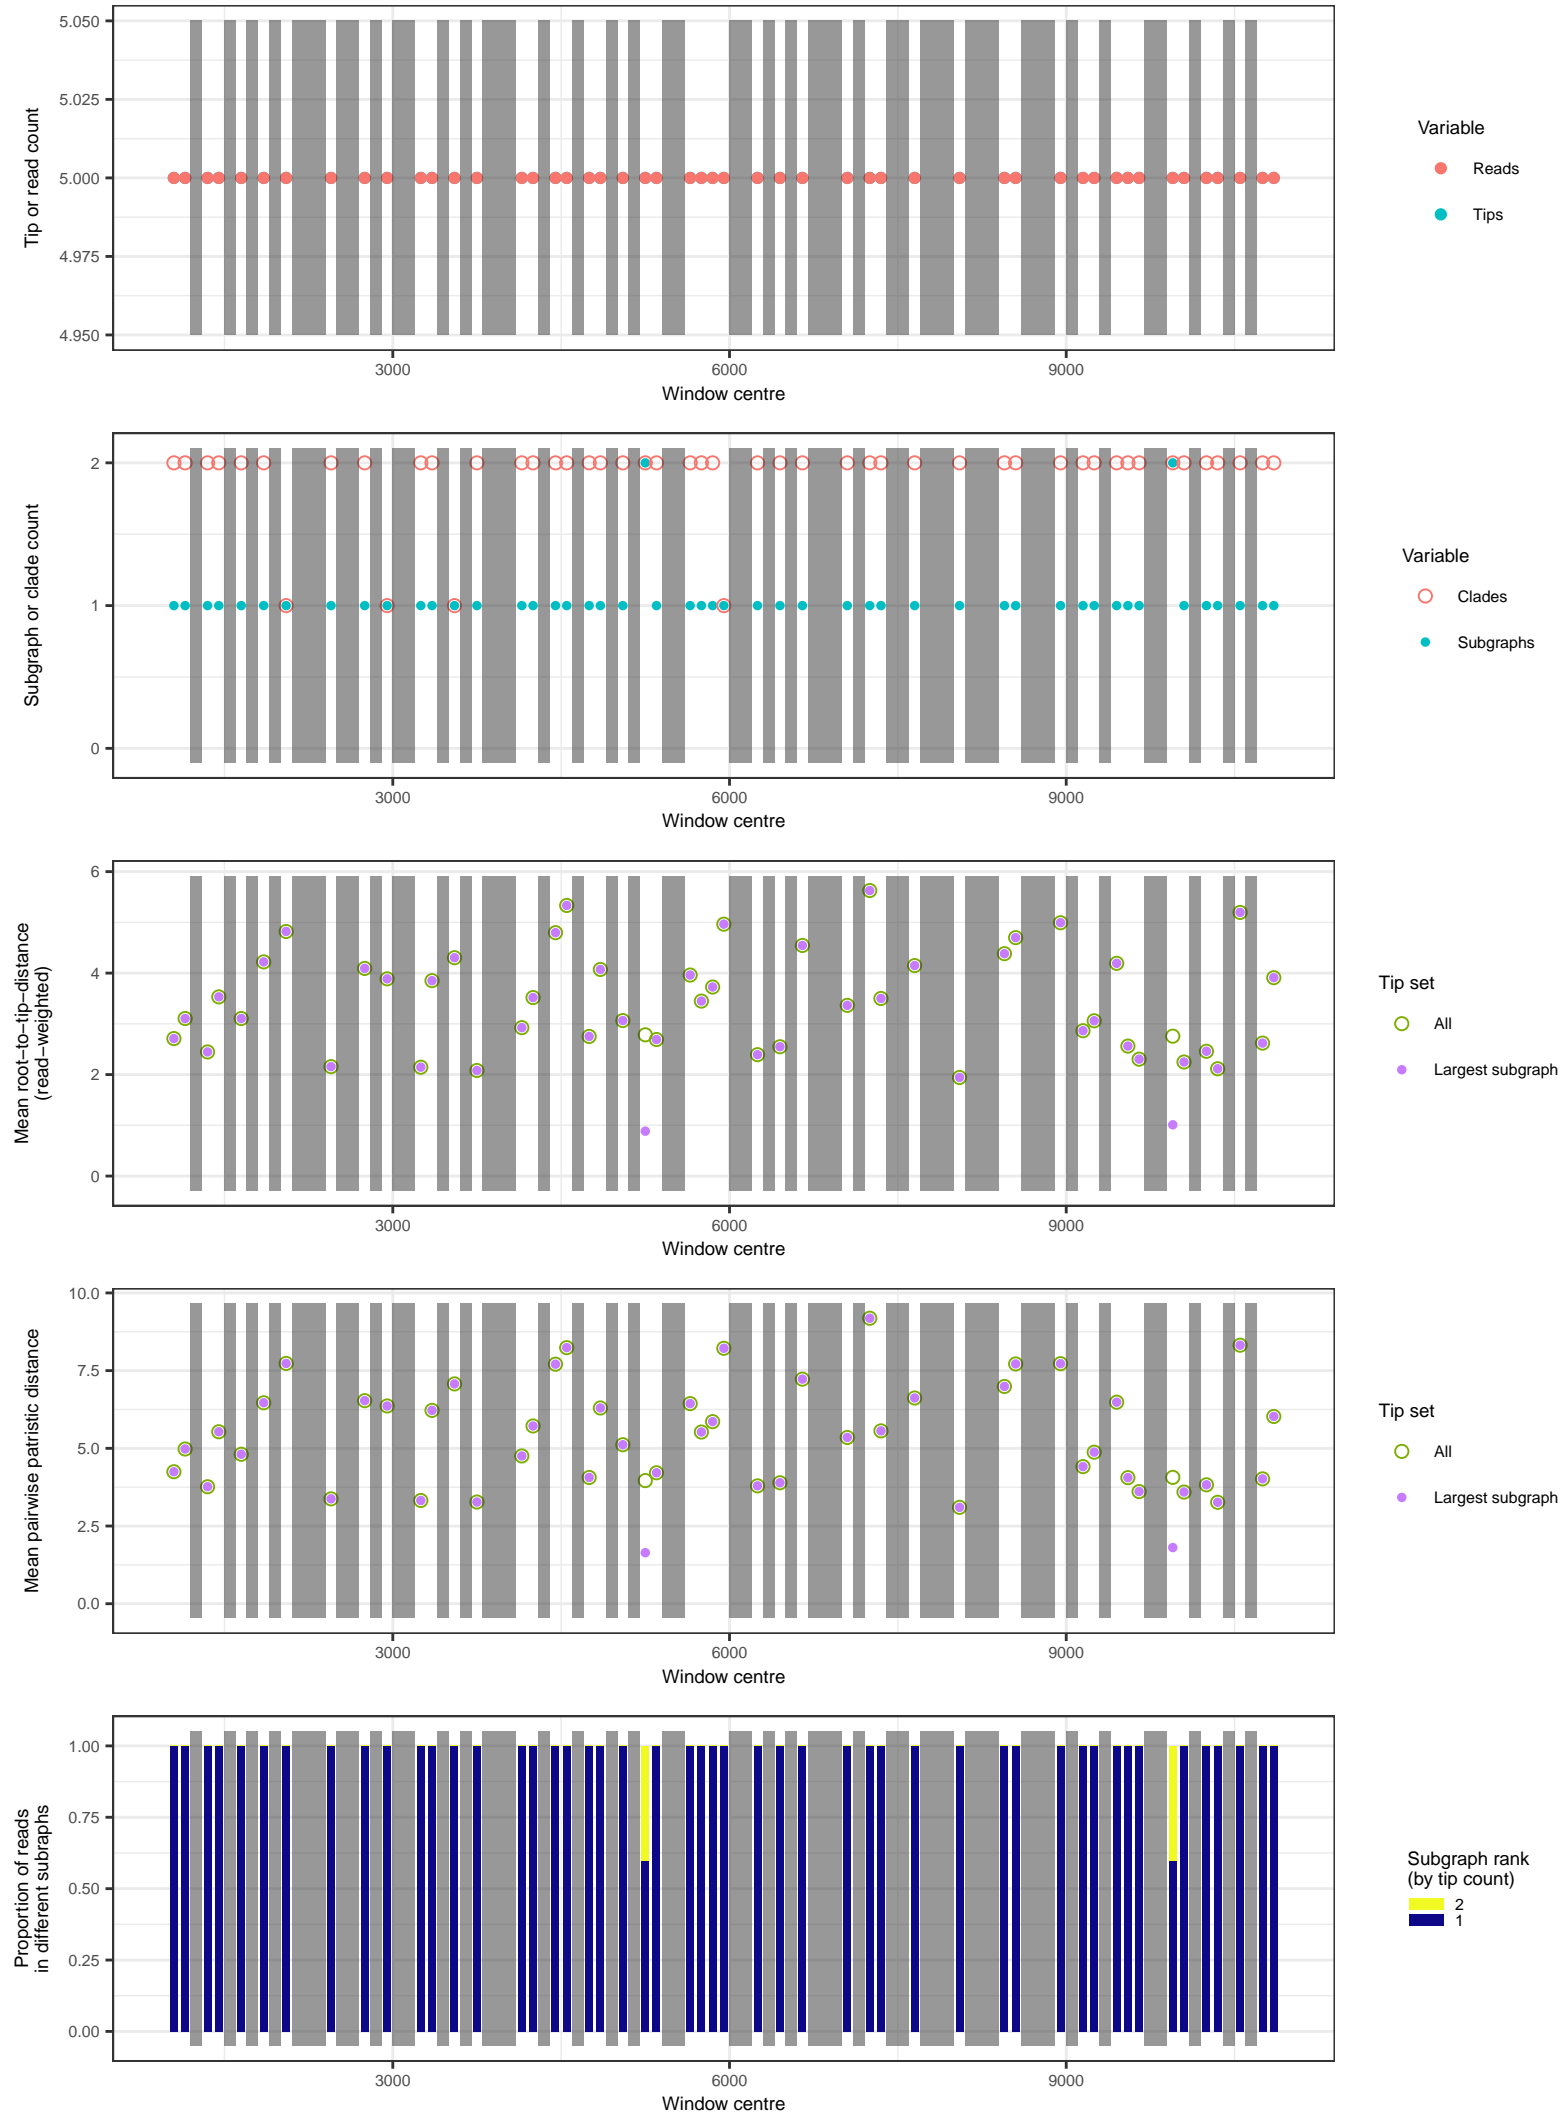 5.050
5.025
5.000
4.975
4.950
Tip or read count
3000
6000
9000
Window centre
Variable
Reads
Tips
2
1
0
Subgraph or clade count
3000
6000
9000
Window centre
Variable
Clades
Subgraphs
6
4
2
0
Mean root−to−tip−distance
(read−weighted)
3000
6000
9000
Window centre
Tip set
All
Largest subgraph
10.0
7.5
5.0
2.5
0.0
Mean pairwise patristic distance
3000
6000
9000
Window centre
Tip set
All
Largest subgraph
1.00
0.75
0.50
0.25
0.00
Proportion of reads
in different subraphs
3000
6000
9000
Window centre
Subgraph rank
(by tip count)
2
1